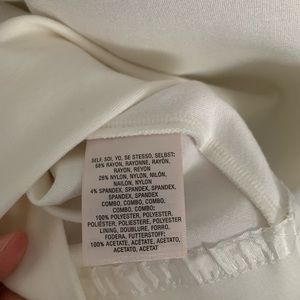 SELF, SOI, YO, SE STESSO, SELBST:
68% RAYON, RAYONNE, RAYÓN,
RAYON, REYON
28% NYLON, NYLON, NILÓN,
NAILON, NYLON
4% SPANDEX, SPANDEX, SPANDEX,
SPANDEX, SPANDEX
COMBO, COMBO, COMBO,
COMBO, COMBO:
100% POLYESTER, POLYESTER,
POLIÉSTER, POLIESTERE, POLYESTER
LINING, DOUBLURE, FORRO,
FODERA, FUTTERSTOFF:
100% ACETATE, ACÉTATE, ACETATO,
ACETATO, ACETAT